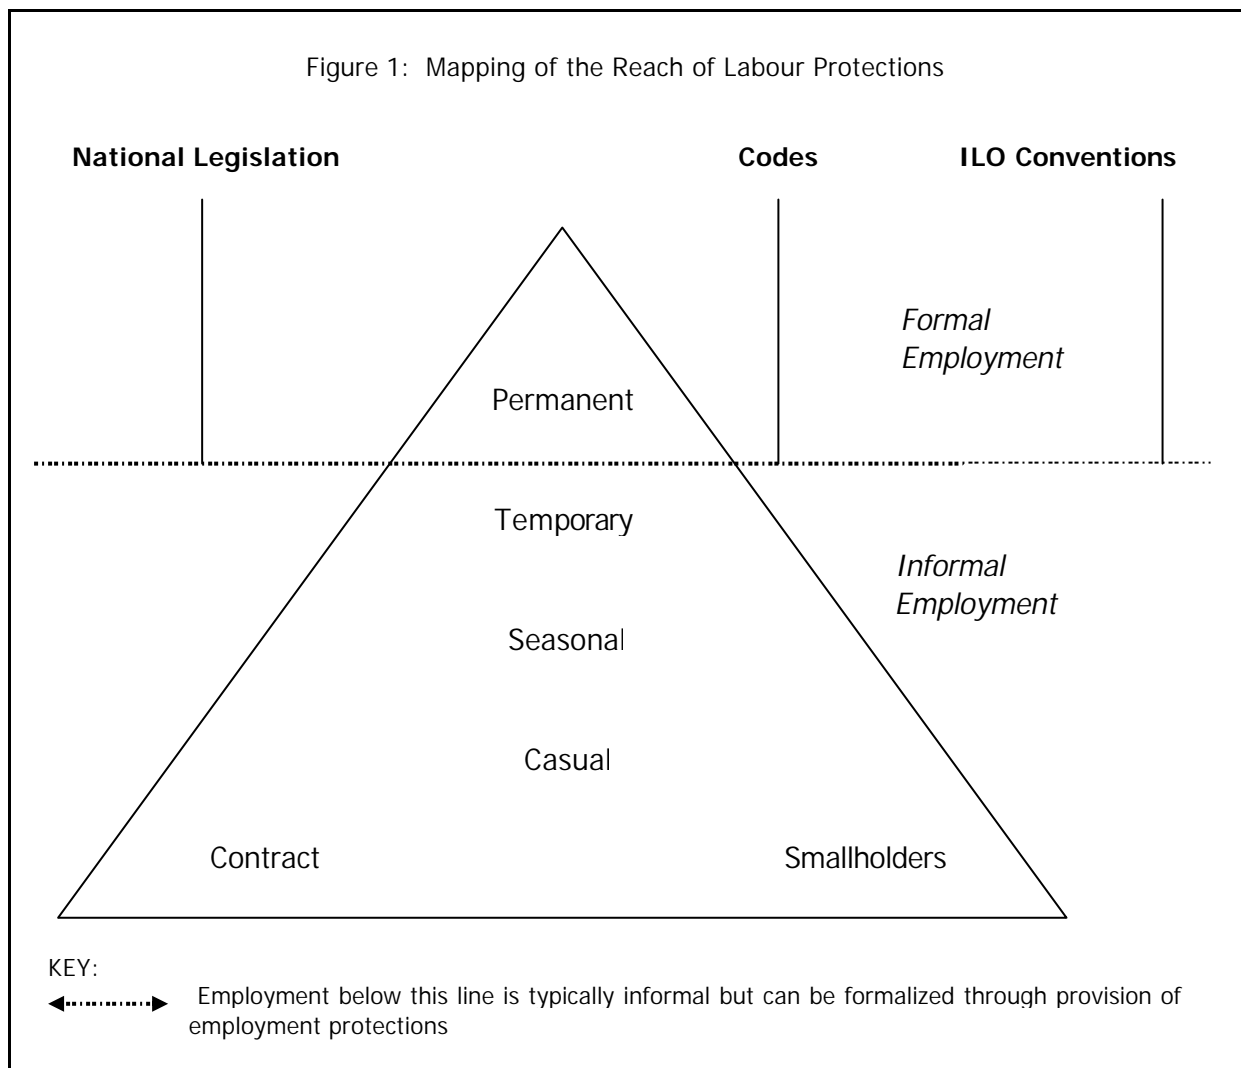 Figure 1: Mapping of the Reach of Labour Protections
National Legislation
Codes
ILO Conventions
Formal
Employment
Permanent
Temporary
Informal
Employment
Seasonal
Casual
Contract
Smallholders
KEY:
Employment below this line is typically informal but can be formalized through provision of
employment protections